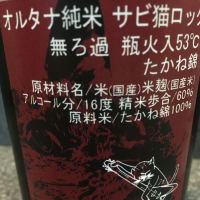 オルタナ純米 サビ猫ロック
無ろ過 瓶火入53℃
たかね錦
原材料名/米(国産)米麹(国産米)
アルコール分/16度 精米歩合/60%
原料米/たかね錦100%